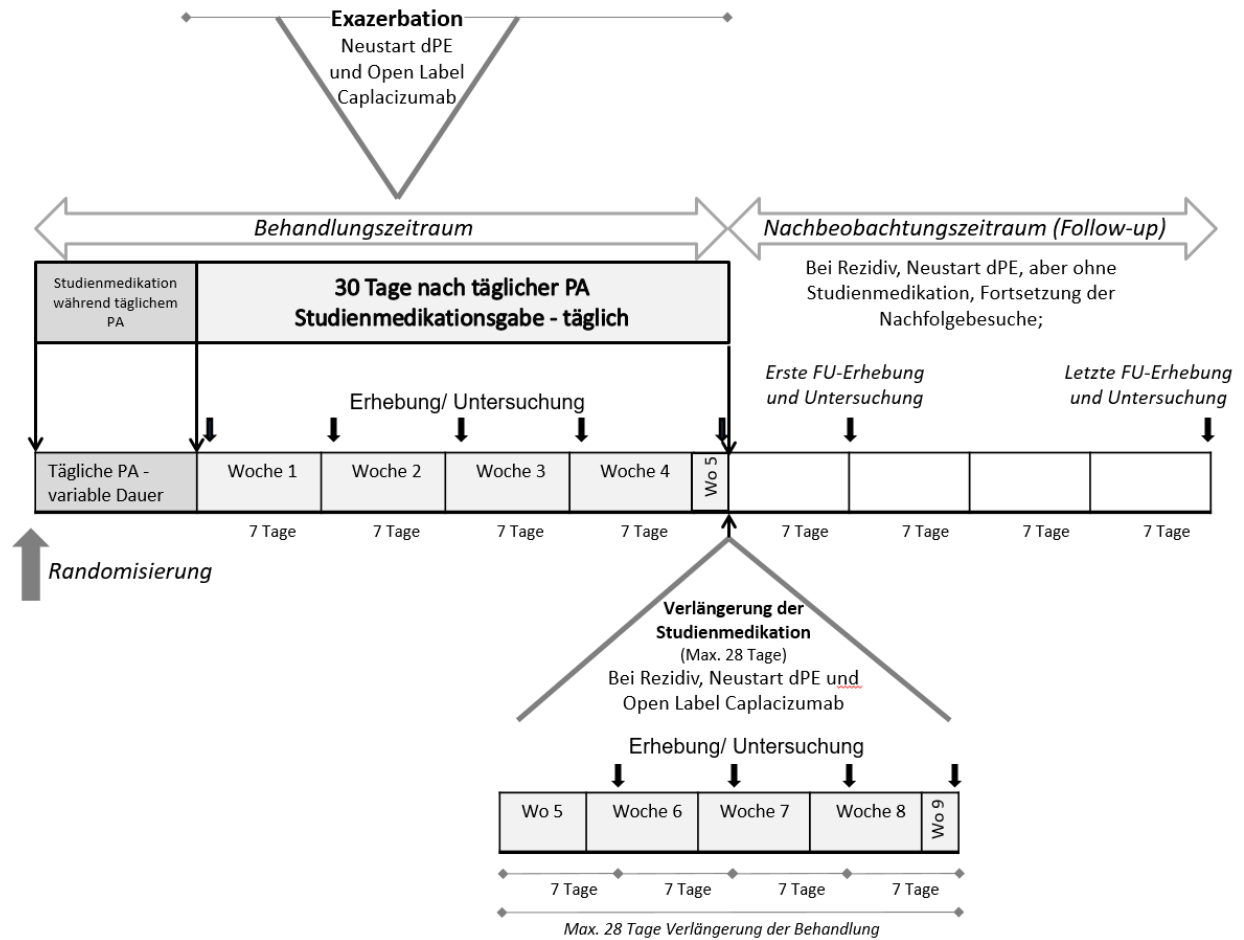 Exazerbation
Neustart dPE
und Open Label
Caplacizumab
Behandlungszeitraum
Nachbeobachtungszeitraum (Follow-up)
Studienmedikation
während täglichem
PA
30 Tage nach täglicher PA
Studienmedikationsgabe - täglich
Bei Rezidiv, Neustart dPE, aber ohne
Studienmedikation, Fortsetzung der
Nachfolgebesuche;
Erhebung/ Untersuchung
Erste FU-Erhebung
und Untersuchung
Letzte FU-Erhebung
und Untersuchung
Tägliche PA -
variable Dauer
Woche 1
Woche 2
Woche 3
Woche 4
Wo 5
7 Tage
7 Tage
7 Tage
7 Tage
7 Tage
7 Tage
7 Tage
7 Tage
Randomisierung
Verlängerung der
Studienmedikation
(Max. 28 Tage)
Bei Rezidiv, Neustart dPE und
Open Label Caplacizumab
Erhebung/ Untersuchung
Wo 5
Woche 6
Woche 7
Woche 8
Wo 9
7 Tage
7 Tage
7 Tage
7 Tage
Max. 28 Tage Verlängerung der Behandlung